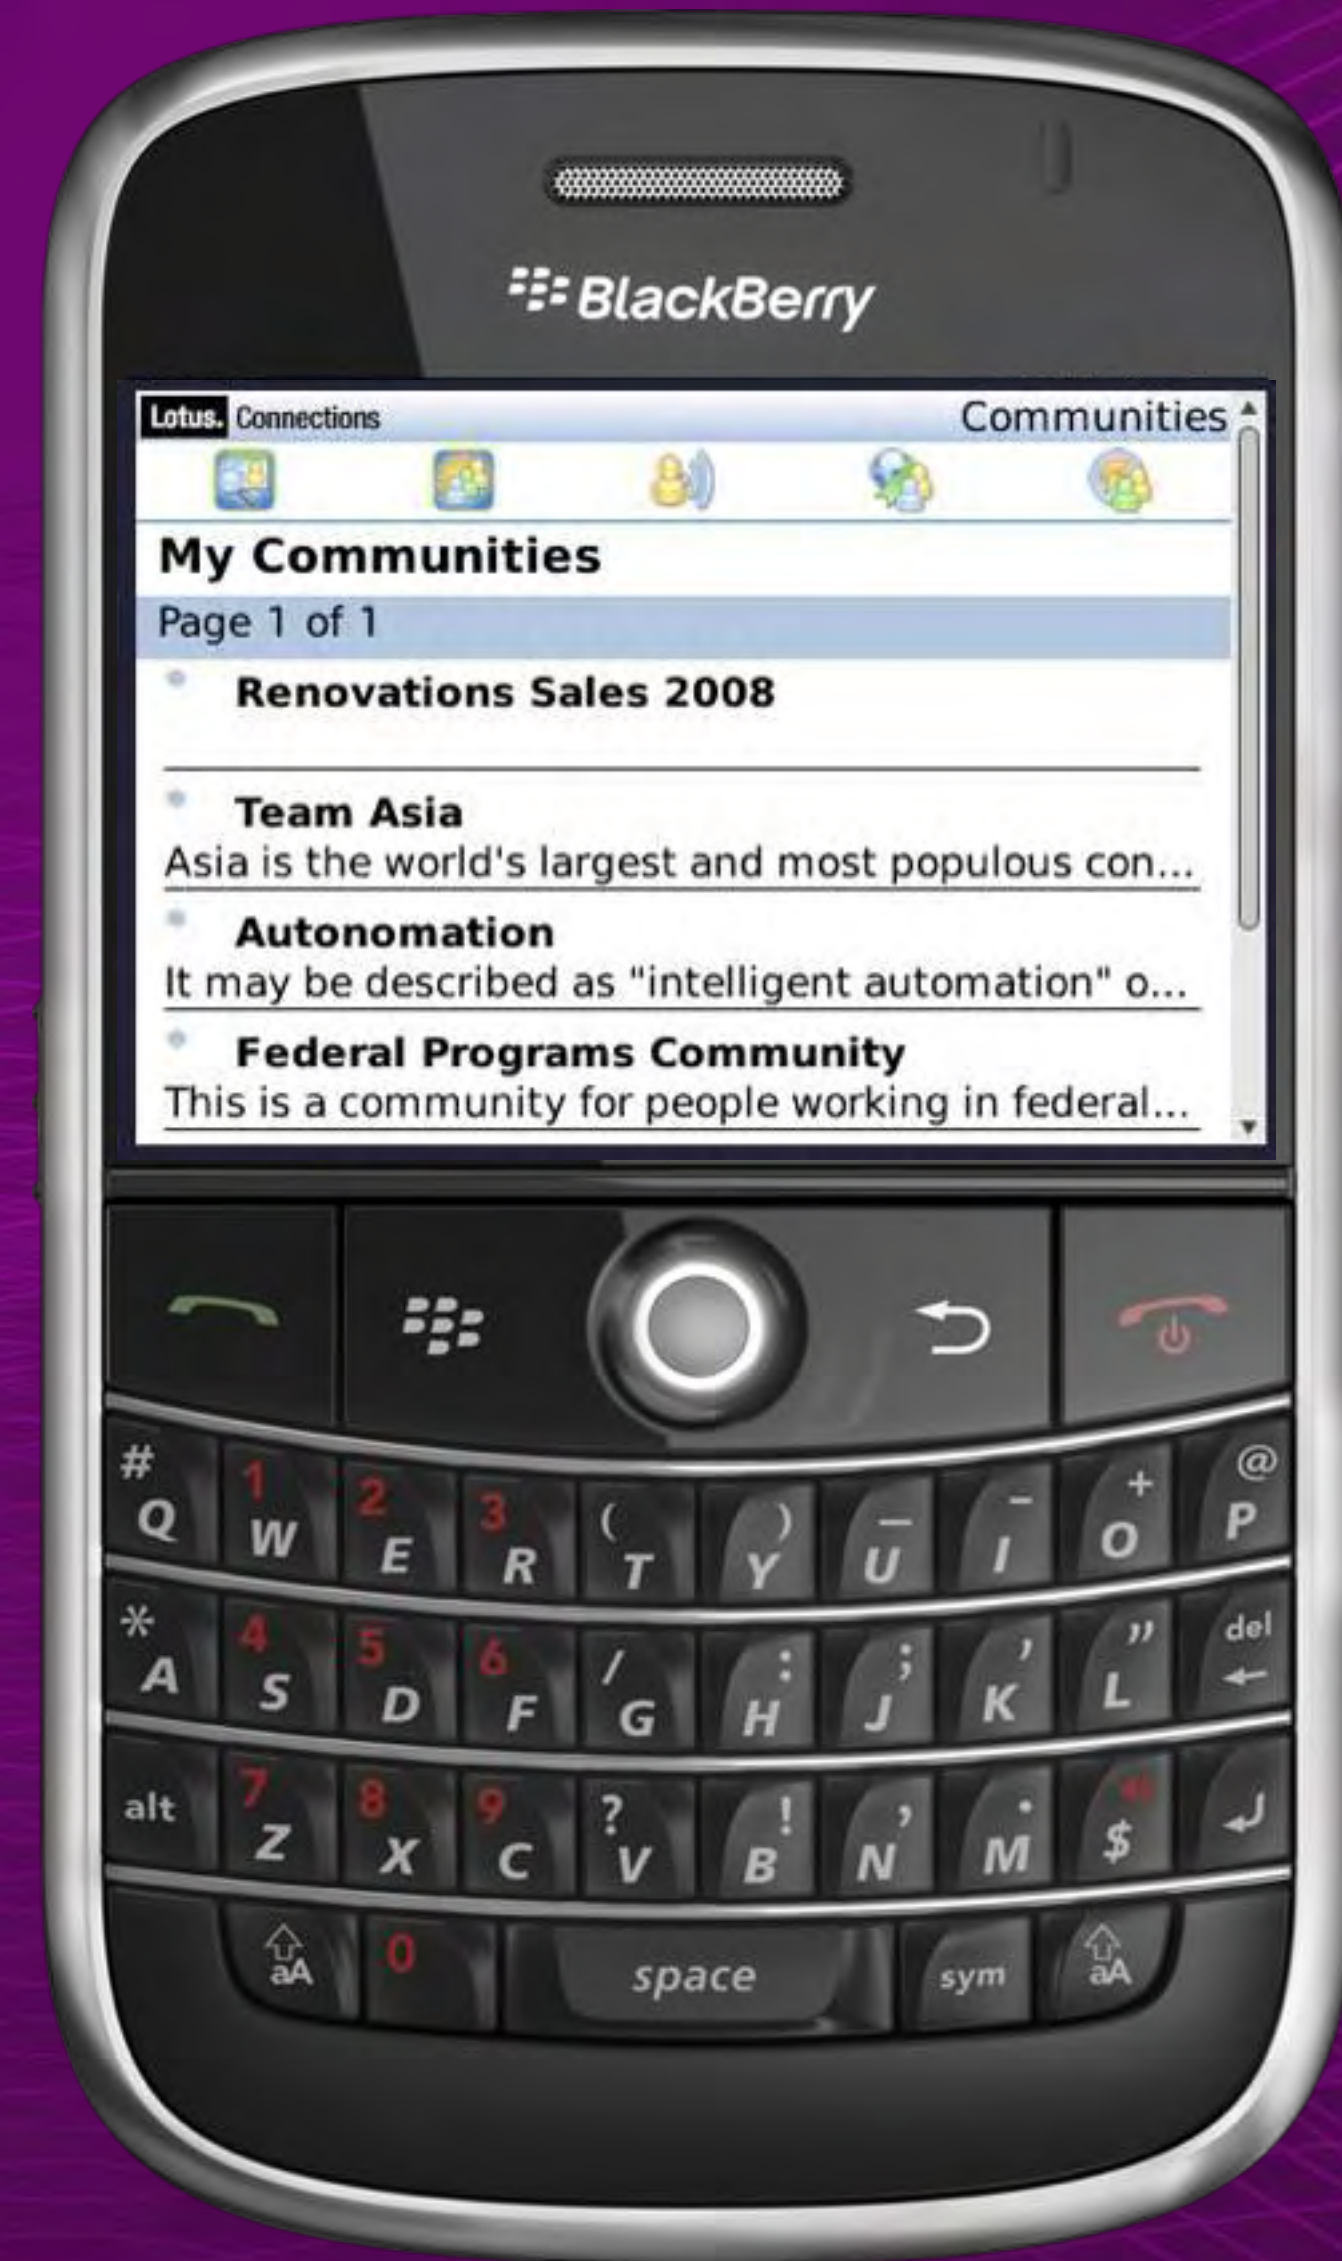 BlackBerry
Lotus. Connections Communities
My Communities
Page 1 of 1
Renovations Sales 2008
Team Asia
Asia is the world's largest and most populous con...
Autonomation
It may be described as "intelligent automation" o...
Federal Programs Community
This is a community for people working in federal...
# 1 2 3 ( ) _ - + @
Q W E R T Y U I O P
* 4 5 6 / : ; ' " del
A S D F G H J K L
7 8 9 ? ! , .
alt Z X C V B N M $
aA 0 space sym aA